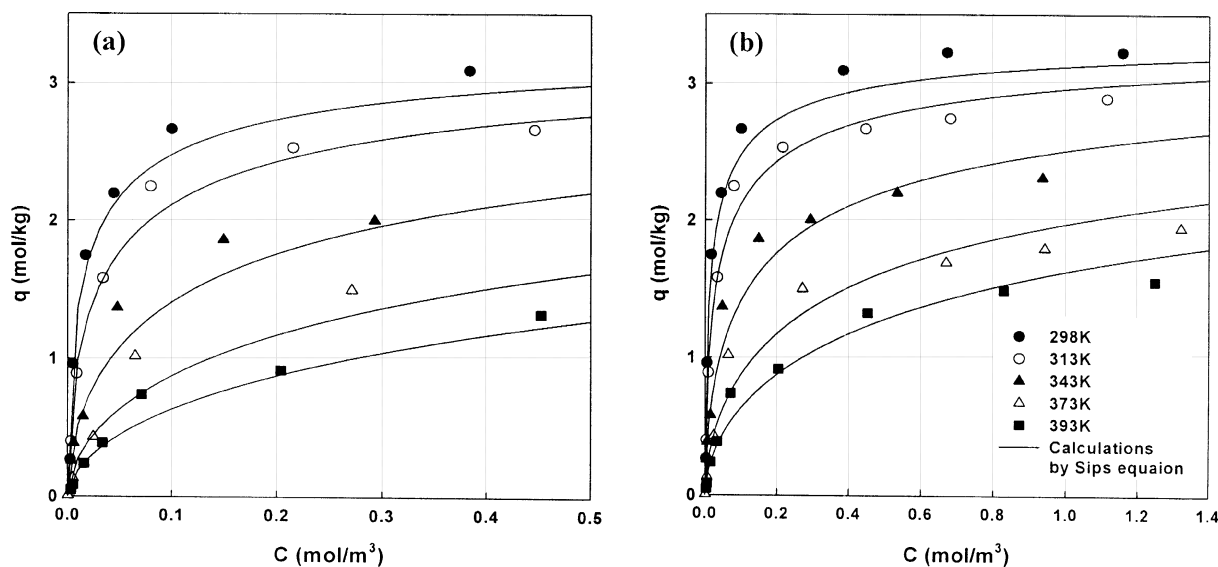 (a)
3
2
1
0
q (mol/kg)
0.0 0.1 0.2 0.3 0.4 0.5
C (mol/m³)
(b)
3
2
1
0
q (mol/kg)
0.0 0.2 0.4 0.6 0.8 1.0 1.2 1.4
C (mol/m³)
298K
313K
343K
373K
393K
Calculations
by Sips equaion